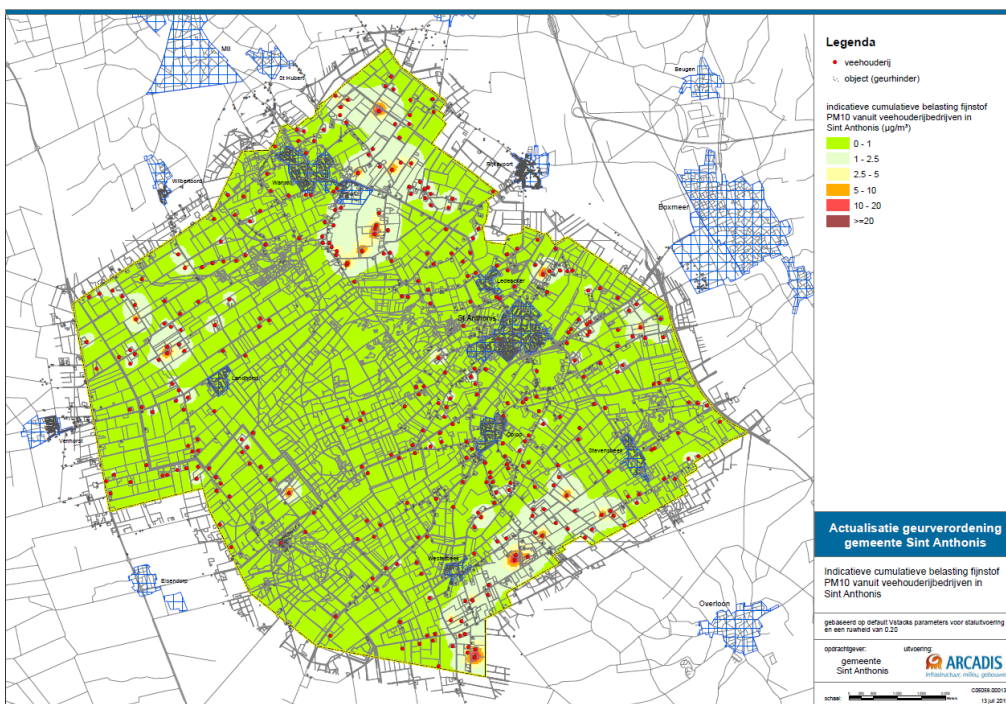 Mill
St Hubert
Beugen
Wilbertoord
Wanroij
Rijkevoort
Boxmeer
Ledeacker
St Anthonis
Landhorst
Venhorst
Oploo
Stevensbeek
Westerbeek
Elsendorp
Overloon
Legenda
veehouderij
object (geurhinder)
indicatieve cumulatieve belasting fijnstof
PM10 vanuit veehouderijbedrijven in
Sint Anthonis (µg/m³)
0 - 1
1 - 2.5
2.5 - 5
5 - 10
10 - 20
>=20
Actualisatie geurverordening
gemeente Sint Anthonis
Indicatieve cumulatieve belasting fijnstof
PM10 vanuit veehouderijbedrijven in
Sint Anthonis
gebaseerd op default Vstacks parameters voor staluitvoering
en een ruwheid van 0.20
opdrachtgever: uitvoering:
gemeente
Sint Anthonis
ARCADIS
Infrastructuur, milieu, gebouwen
schaal:
13 juli